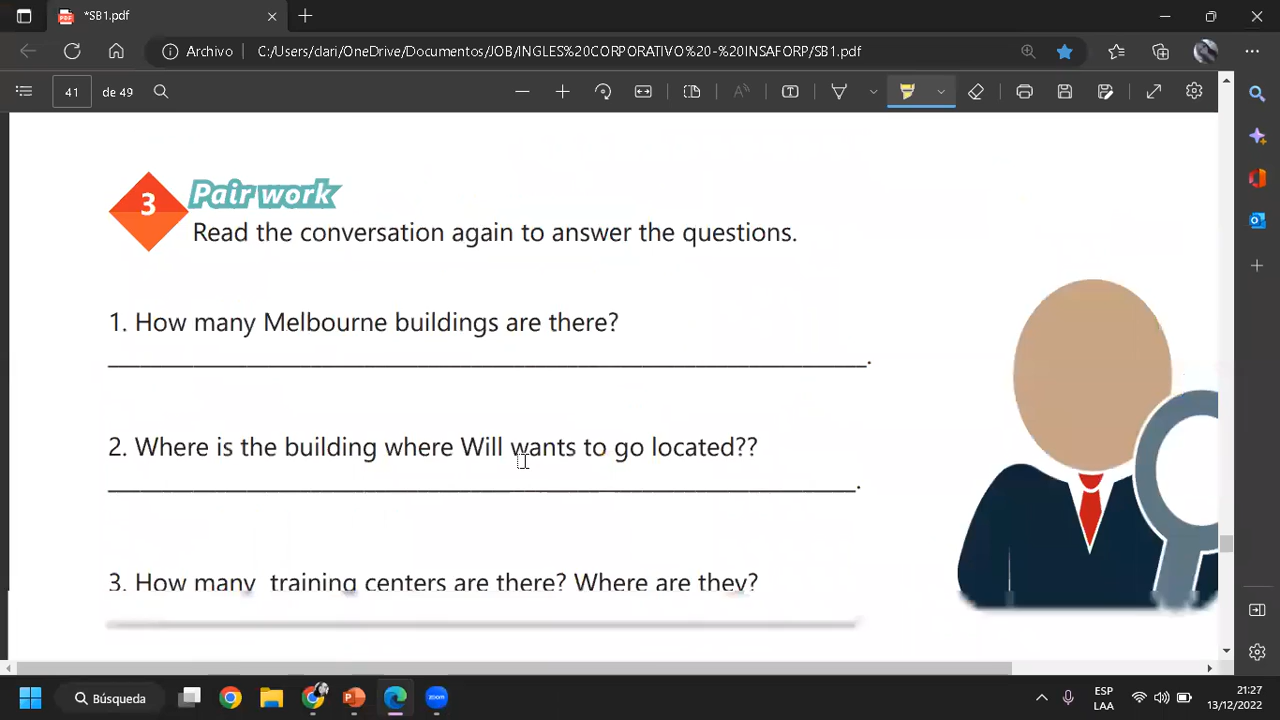 *SB1.pdf
Archivo
C:/Users/clari/OneDrive/Documentos/JOB/INGLES%20CORPORATIVO%20-%20INSAFORP/SB1.pdf
41 de 49
3
Pair work
Read the conversation again to answer the questions.
1. How many Melbourne buildings are there?
.
2. Where is the building where Will wants to go located??
.
3. How many training centers are there? Where are they?
Búsqueda
zoom
ESP
LAA
21:27
13/12/2022